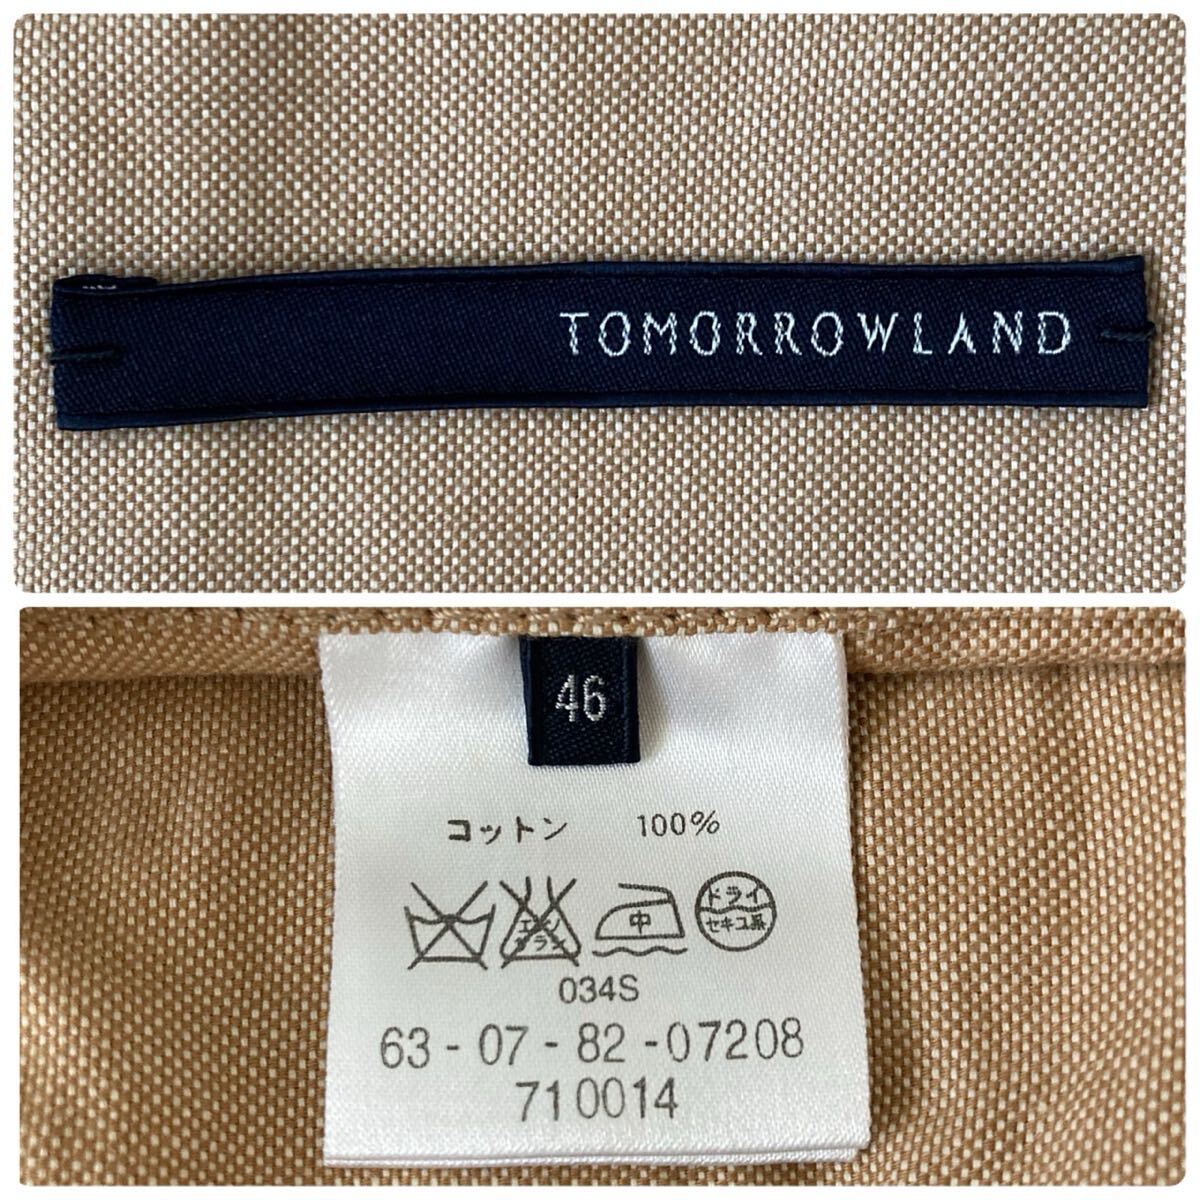 TOMORROWLAND
46
コットン 100%
エンソ
サラシ
中
ドライ
セキユ系
034S
63-07-82-07208
710014